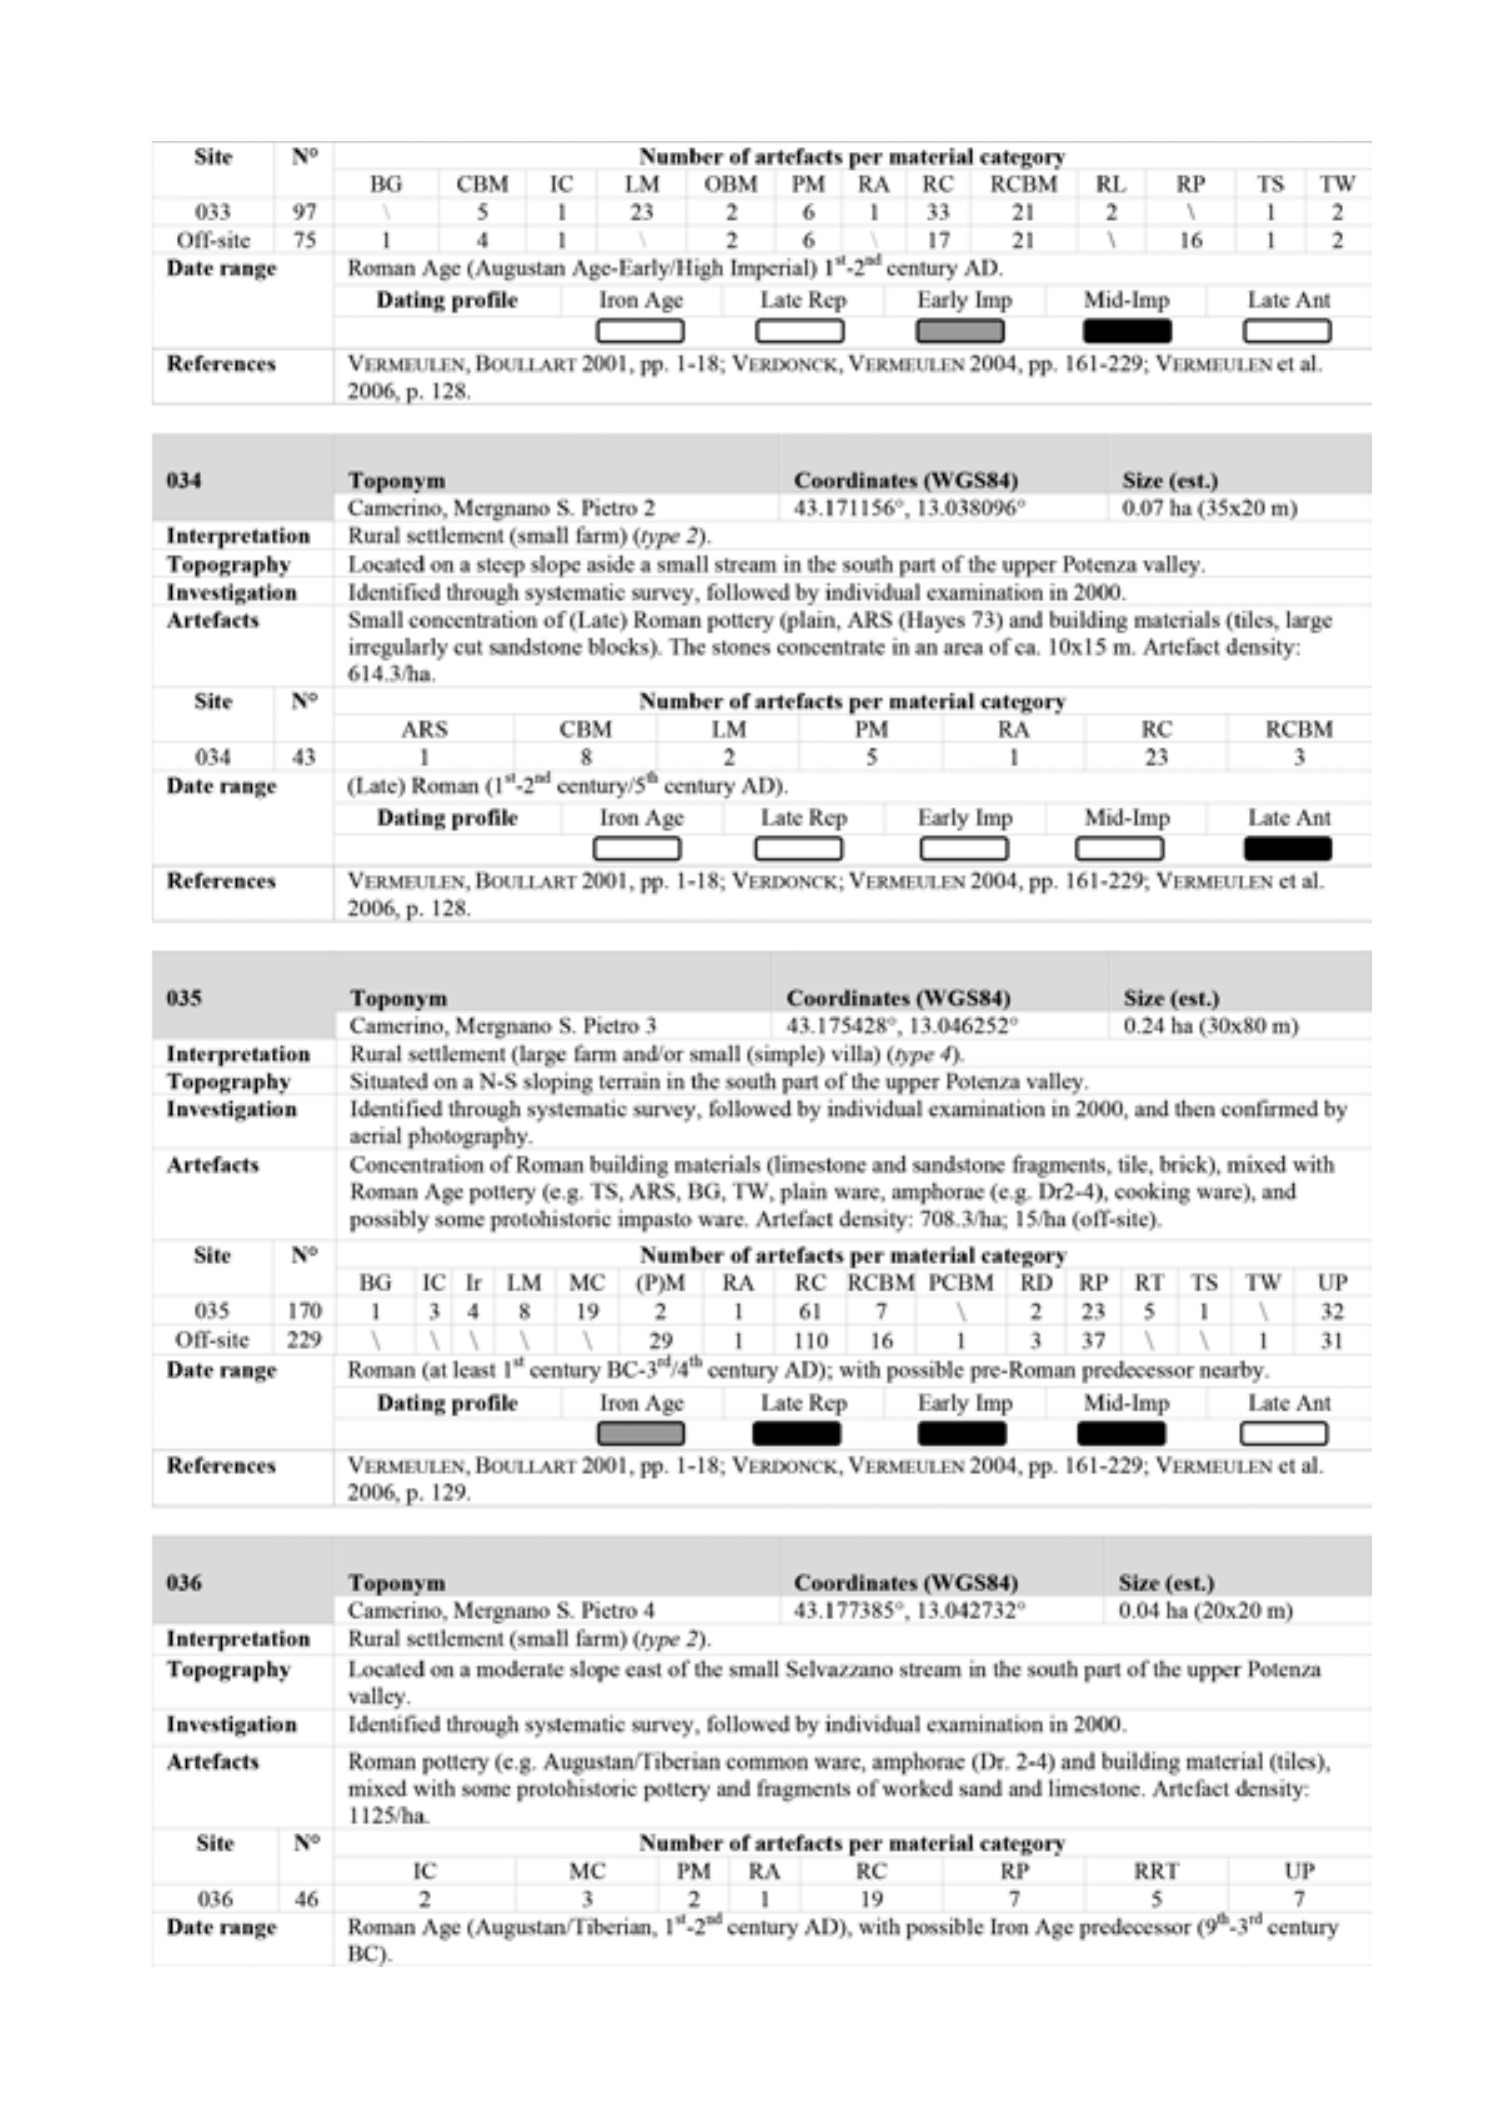 Site N° Number of artefacts per material category
BG CBM IC LM OBM PM RA RC RCBM RL RP TS TW
033 97 \ 5 1 23 2 6 1 33 21 2 \ 1 2
Off-site 75 1 4 1 \ 2 6 \ 17 21 \ 16 1 2
Date range Roman Age (Augustan Age-Early/High Imperial) 1st-2nd century AD.
Dating profile Iron Age Late Rep Early Imp Mid-Imp Late Ant
References VERMEULEN, BOULLART 2001, pp. 1-18; VERDONCK, VERMEULEN 2004, pp. 161-229; VERMEULEN et al.
2006, p. 128.
034 Toponym Coordinates (WGS84) Size (est.)
Camerino, Mergnano S. Pietro 2 43.171156°, 13.038096° 0.07 ha (35x20 m)
Interpretation Rural settlement (small farm) (type 2).
Topography Located on a steep slope aside a small stream in the south part of the upper Potenza valley.
Investigation Identified through systematic survey, followed by individual examination in 2000.
Artefacts Small concentration of (Late) Roman pottery (plain, ARS (Hayes 73) and building materials (tiles, large
irregularly cut sandstone blocks). The stones concentrate in an area of ca. 10x15 m. Artefact density:
614.3/ha.
Site N° Number of artefacts per material category
ARS CBM LM PM RA RC RCBM
034 43 1 8 2 5 1 23 3
Date range (Late) Roman (1st-2nd century/5th century AD).
Dating profile Iron Age Late Rep Early Imp Mid-Imp Late Ant
References VERMEULEN, BOULLART 2001, pp. 1-18; VERDONCK; VERMEULEN 2004, pp. 161-229; VERMEULEN et al.
2006, p. 128.
035 Toponym Coordinates (WGS84) Size (est.)
Camerino, Mergnano S. Pietro 3 43.175428°, 13.046252° 0.24 ha (30x80 m)
Interpretation Rural settlement (large farm and/or small (simple) villa) (type 4).
Topography Situated on a N-S sloping terrain in the south part of the upper Potenza valley.
Investigation Identified through systematic survey, followed by individual examination in 2000, and then confirmed by
aerial photography.
Artefacts Concentration of Roman building materials (limestone and sandstone fragments, tile, brick), mixed with
Roman Age pottery (e.g. TS, ARS, BG, TW, plain ware, amphorae (e.g. Dr2-4), cooking ware), and
possibly some protohistoric impasto ware. Artefact density: 708.3/ha; 15/ha (off-site).
Site N° Number of artefacts per material category
BG IC Ir LM MC (P)M RA RC RCBM PCBM RD RP RT TS TW UP
035 170 1 3 4 8 19 2 1 61 7 \ 2 23 5 1 \ 32
Off-site 229 \ \ \ \ \ 29 1 110 16 1 3 37 \ \ 1 31
Date range Roman (at least 1st century BC-3rd/4th century AD); with possible pre-Roman predecessor nearby.
Dating profile Iron Age Late Rep Early Imp Mid-Imp Late Ant
References VERMEULEN, BOULLART 2001, pp. 1-18; VERDONCK, VERMEULEN 2004, pp. 161-229; VERMEULEN et al.
2006, p. 129.
036 Toponym Coordinates (WGS84) Size (est.)
Camerino, Mergnano S. Pietro 4 43.177385°, 13.042732° 0.04 ha (20x20 m)
Interpretation Rural settlement (small farm) (type 2).
Topography Located on a moderate slope east of the small Selvazzano stream in the south part of the upper Potenza
valley.
Investigation Identified through systematic survey, followed by individual examination in 2000.
Artefacts Roman pottery (e.g. Augustan/Tiberian common ware, amphorae (Dr. 2-4) and building material (tiles),
mixed with some protohistoric pottery and fragments of worked sand and limestone. Artefact density:
1125/ha.
Site N° Number of artefacts per material category
IC MC PM RA RC RP RRT UP
036 46 2 3 2 1 19 7 5 7
Date range Roman Age (Augustan/Tiberian, 1st-2nd century AD), with possible Iron Age predecessor (9th-3rd century
BC).